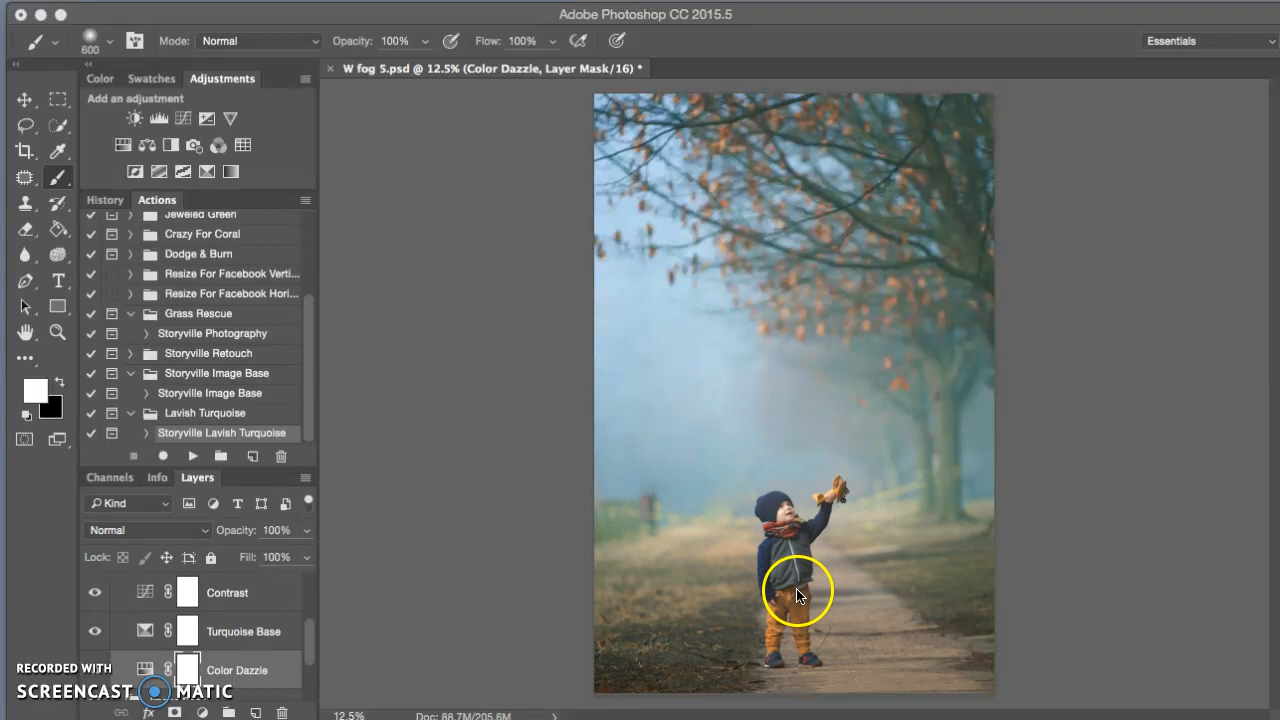 Adobe Photoshop CC 2015.5
600
Mode: Normal
Opacity: 100%
Flow: 100%
Essentials
W fog 5.psd @ 12.5% (Color Dazzle, Layer Mask/16) *
Color Swatches Adjustments
Add an adjustment
History Actions
Jeweled Green
Crazy For Coral
Dodge & Burn
Resize For Facebook Verti...
Resize For Facebook Hori...
Grass Rescue
Storyville Photography
Storyville Retouch
Storyville Image Base
Storyville Image Base
Lavish Turquoise
Storyville Lavish Turquoise
Channels Info Layers
Kind
Normal Opacity: 100%
Lock: Fill: 100%
Contrast
Turquoise Base
Color Dazzle
RECORDED WITH
SCREENCAST MATIC
12.5% Doc: 88.7M/205.6M